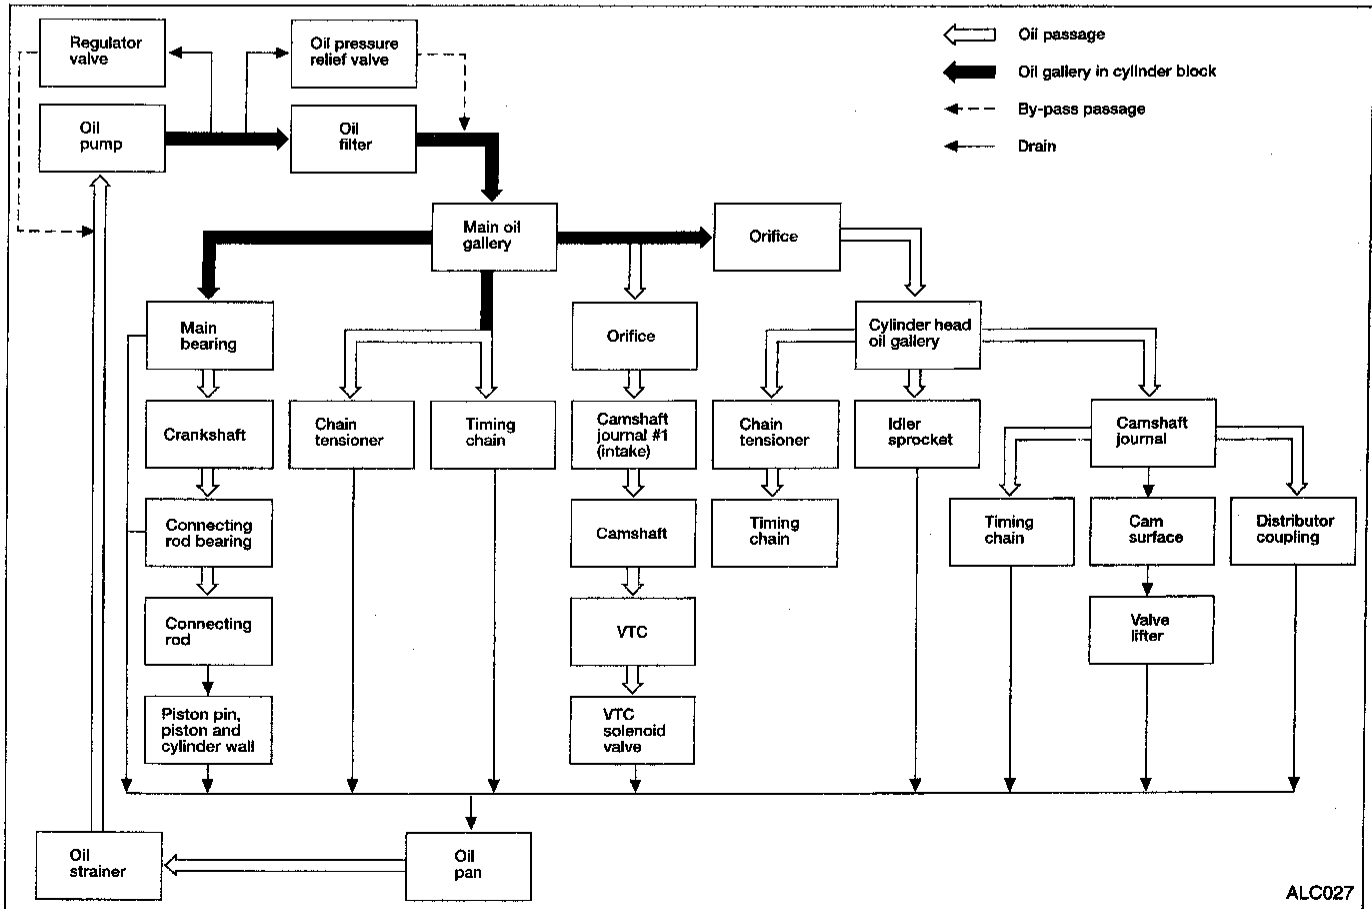 Regulator
valve
Oil pressure
relief valve
Oil passage
Oil gallery in cylinder block
By-pass passage
Drain
Oil
pump
Oil
filter
Main oil
gallery
Orifice
Main
bearing
Orifice
Cylinder head
oil gallery
Crankshaft
Chain
tensioner
Timing
chain
Camshaft
journal #1
(intake)
Chain
tensioner
Idler
sprocket
Camshaft
journal
Connecting
rod bearing
Camshaft
Timing
chain
Timing
chain
Cam
surface
Distributor
coupling
Connecting
rod
VTC
Valve
lifter
Piston pin,
piston and
cylinder wall
VTC
solenoid
valve
Oil
strainer
Oil
pan
ALC027